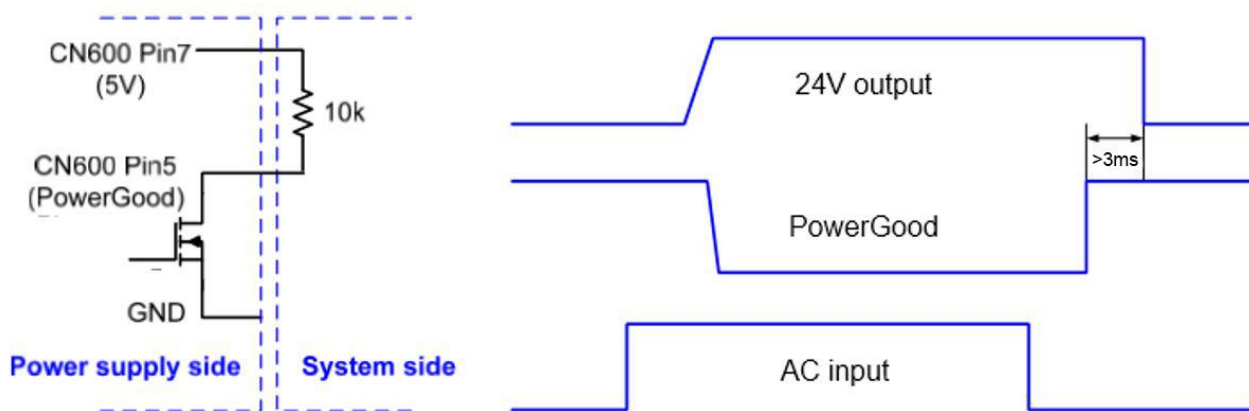 CN600 Pin7
(5V)
10k
CN600 Pin5
(PowerGood)
GND
Power supply side
System side
24V output
>3ms
PowerGood
AC input